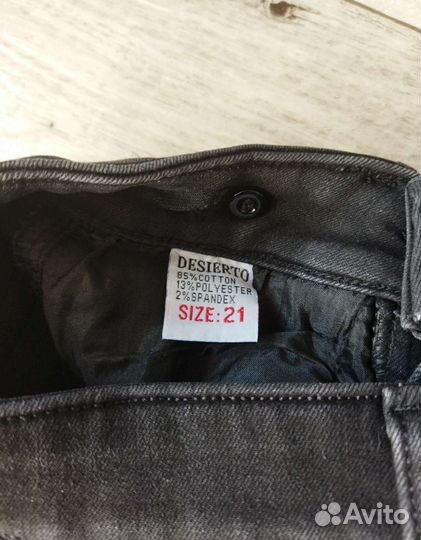 DESIERTO
85%COTTON
13%POLYESTER
2%SPANDEX
SIZE:21
Avito